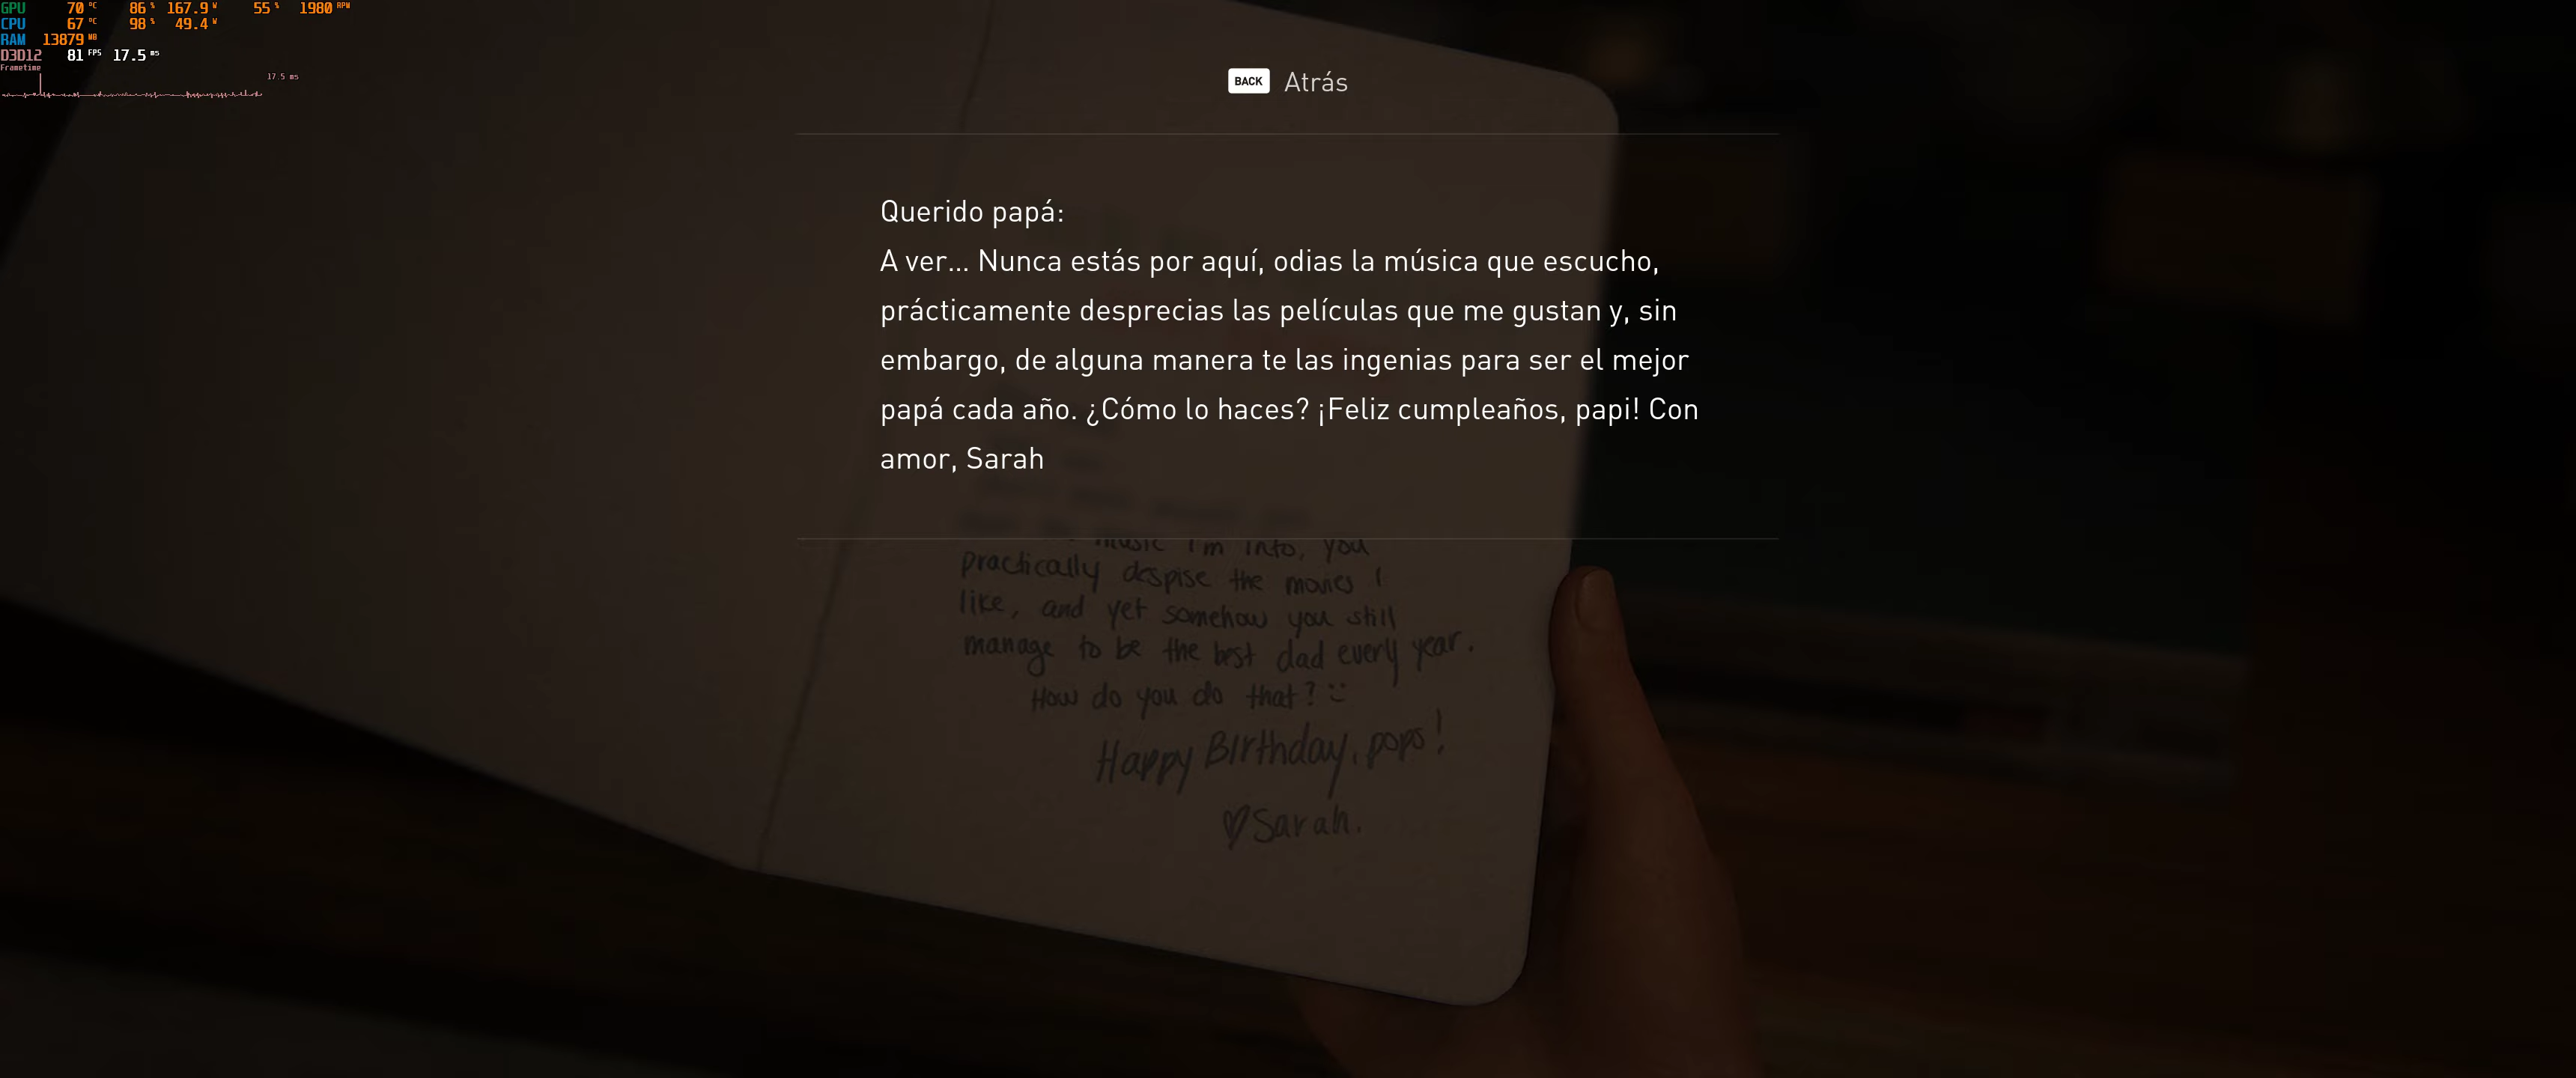 GPU 70 °C 86 % 167.9 W 55 % 1980 RPM
CPU 67 °C 98 % 49.4 W
RAM 13879 MB
D3D12 81 FPS 17.5 ms
Frametime
17.5 ms
BACK Atrás
Querido papá:
A ver... Nunca estás por aquí, odias la música que escucho,
prácticamente desprecias las películas que me gustan y, sin
embargo, de alguna manera te las ingenias para ser el mejor
papá cada año. ¿Cómo lo haces? ¡Feliz cumpleaños, papi! Con
amor, Sarah
music I'm into, you
practically despise the movies I
like, and yet somehow you still
manage to be the best dad every year.
How do you do that? :)
Happy Birthday, pops!
♡Sarah.